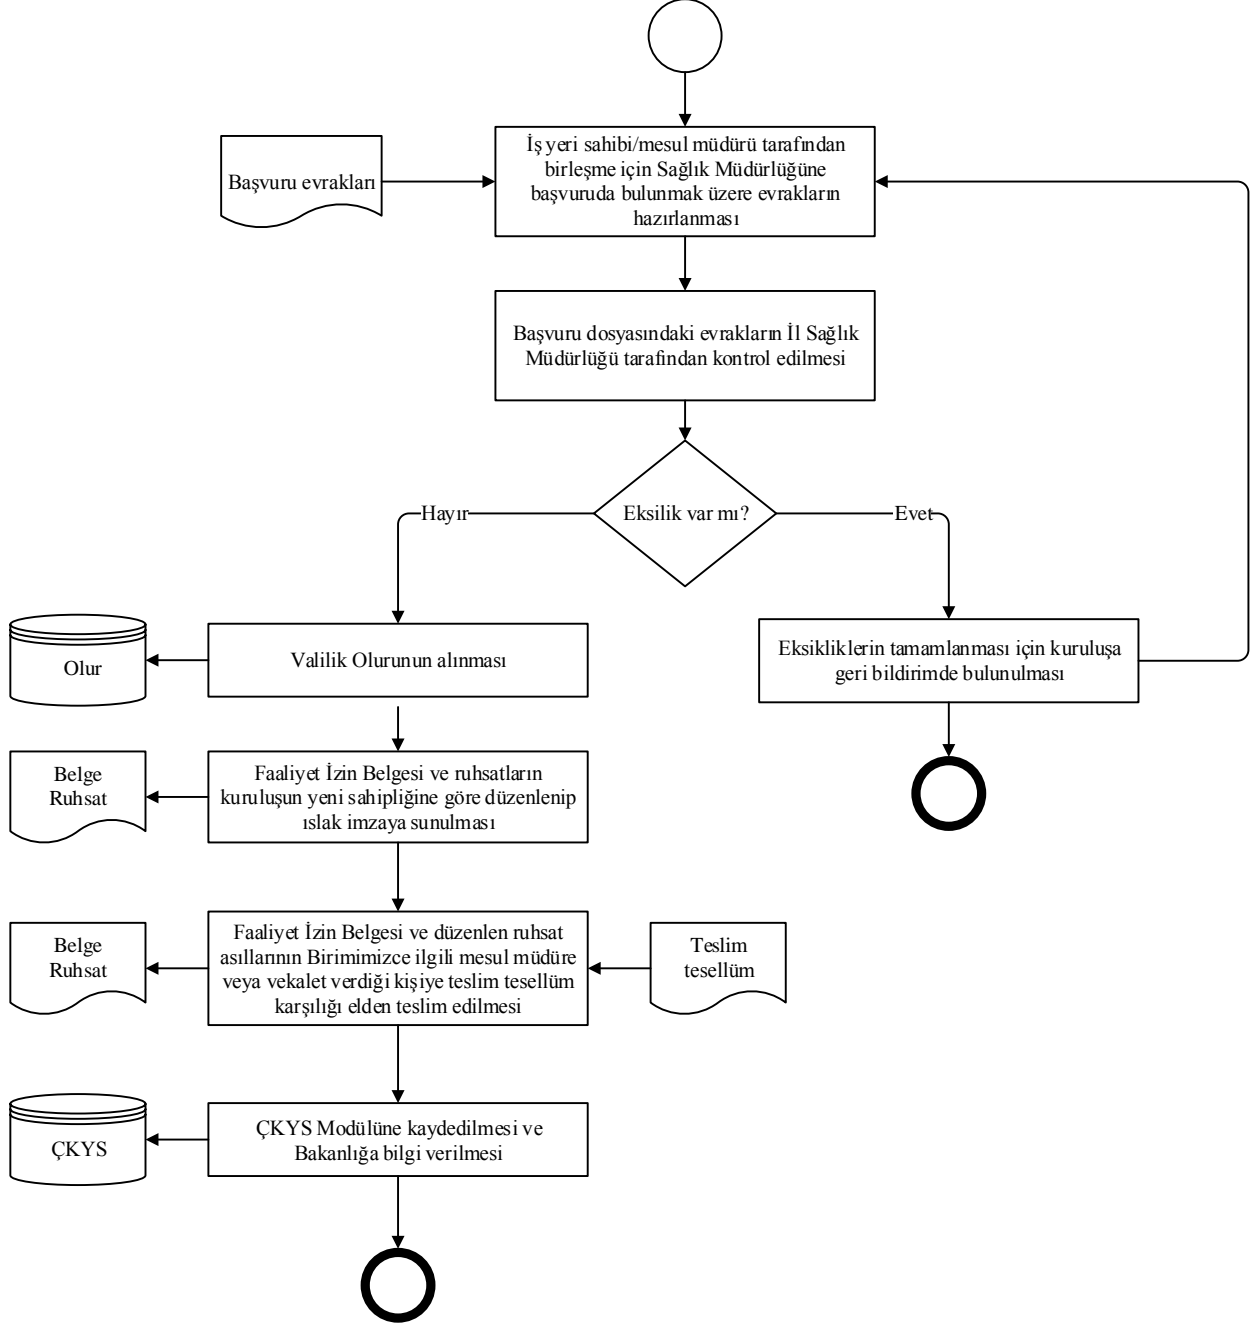 İş yeri sahibi/mesul müdürü tarafından
birleşme için Sağlık Müdürlüğüne
başvuruda bulunmak üzere evrakların
hazırlanması
Başvuru evrakları
Başvuru dosyasındaki evrakların İl Sağlık
Müdürlüğü tarafından kontrol edilmesi
Eksilik var mı?
Hayır
Evet
Olur
Valilik Olurunun alınması
Eksikliklerin tamamlanması için kuruluşa
geri bildirimde bulunulması
Belge
Ruhsat
Faaliyet İzin Belgesi ve ruhsatların
kuruluşun yeni sahipliğine göre düzenlenip
ıslak imzaya sunulması
Belge
Ruhsat
Faaliyet İzin Belgesi ve düzenlen ruhsat
asıllarının Birimimizce ilgili mesul müdüre
veya vekalet verdiği kişiye teslim tesellüm
karşılığı elden teslim edilmesi
Teslim
tesellüm
ÇKYS
ÇKYS Modülüne kaydedilmesi ve
Bakanlığa bilgi verilmesi